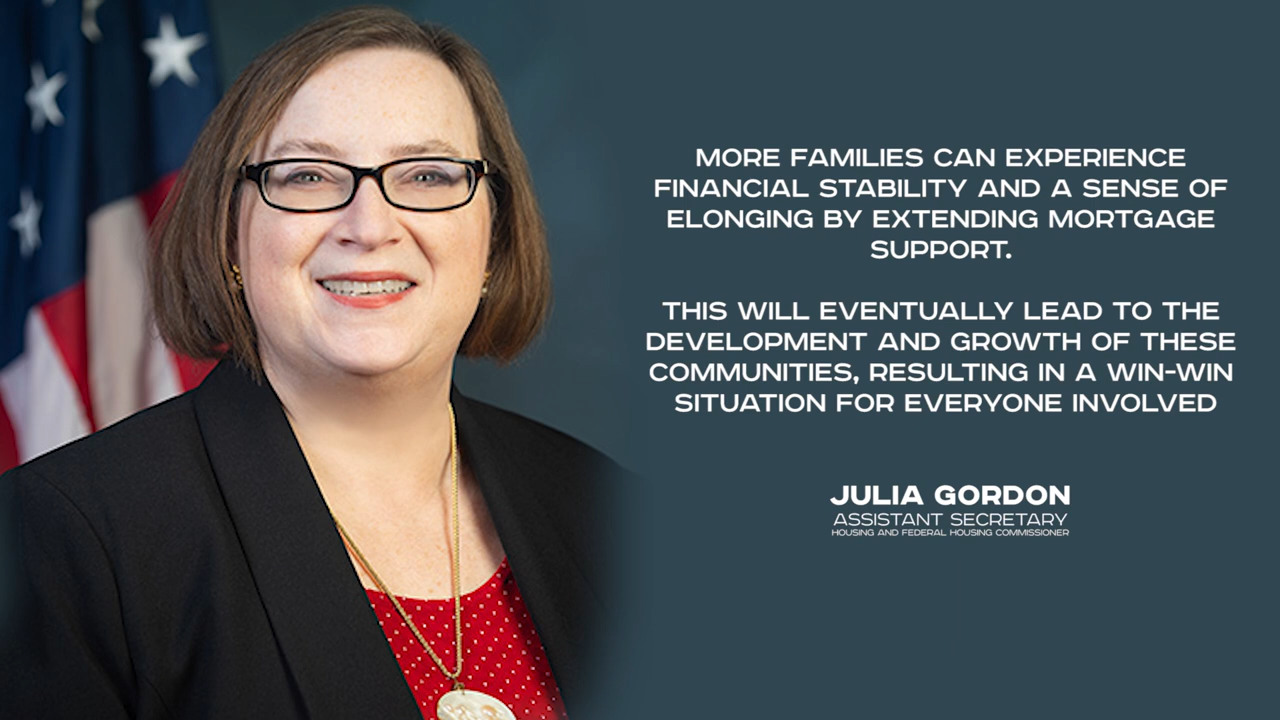 MORE FAMILIES CAN EXPERIENCE
FINANCIAL STABILITY AND A SENSE OF
ELONGING BY EXTENDING MORTGAGE
SUPPORT.
THIS WILL EVENTUALLY LEAD TO THE
DEVELOPMENT AND GROWTH OF THESE
COMMUNITIES, RESULTING IN A WIN-WIN
SITUATION FOR EVERYONE INVOLVED
JULIA GORDON
ASSISTANT SECRETARY
HOUSING AND FEDERAL HOUSING COMMISSIONER